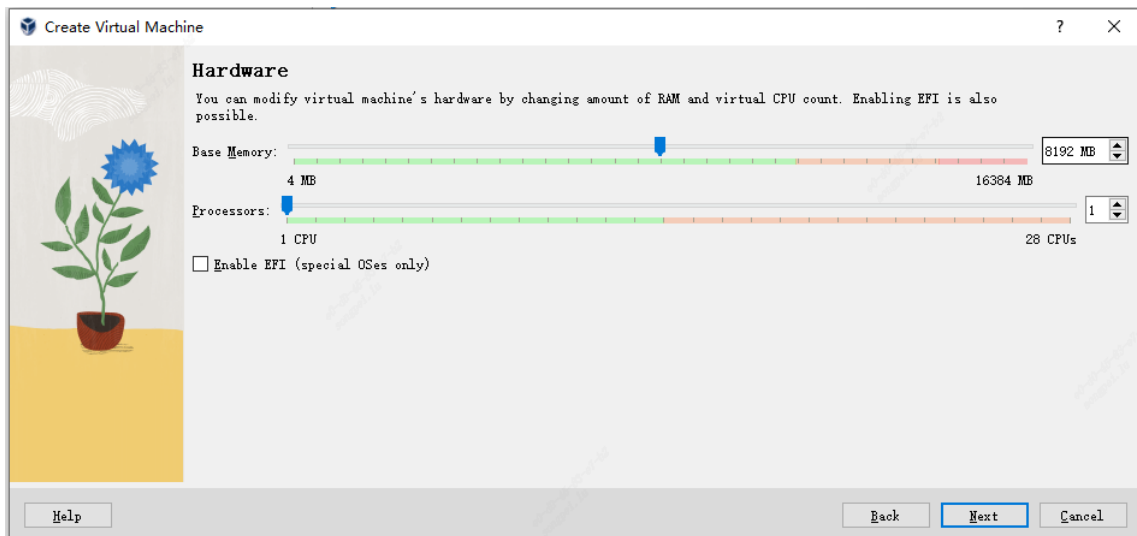 Create Virtual Machine
?
Hardware
You can modify virtual machine's hardware by changing amount of RAM and virtual CPU count. Enabling EFI is also
possible.
Base Memory:
8192 MB
4 MB
16384 MB
Processors:
1
1 CPU
28 CPUs
Enable EFI (special OSes only)
Help
Back
Next
Cancel